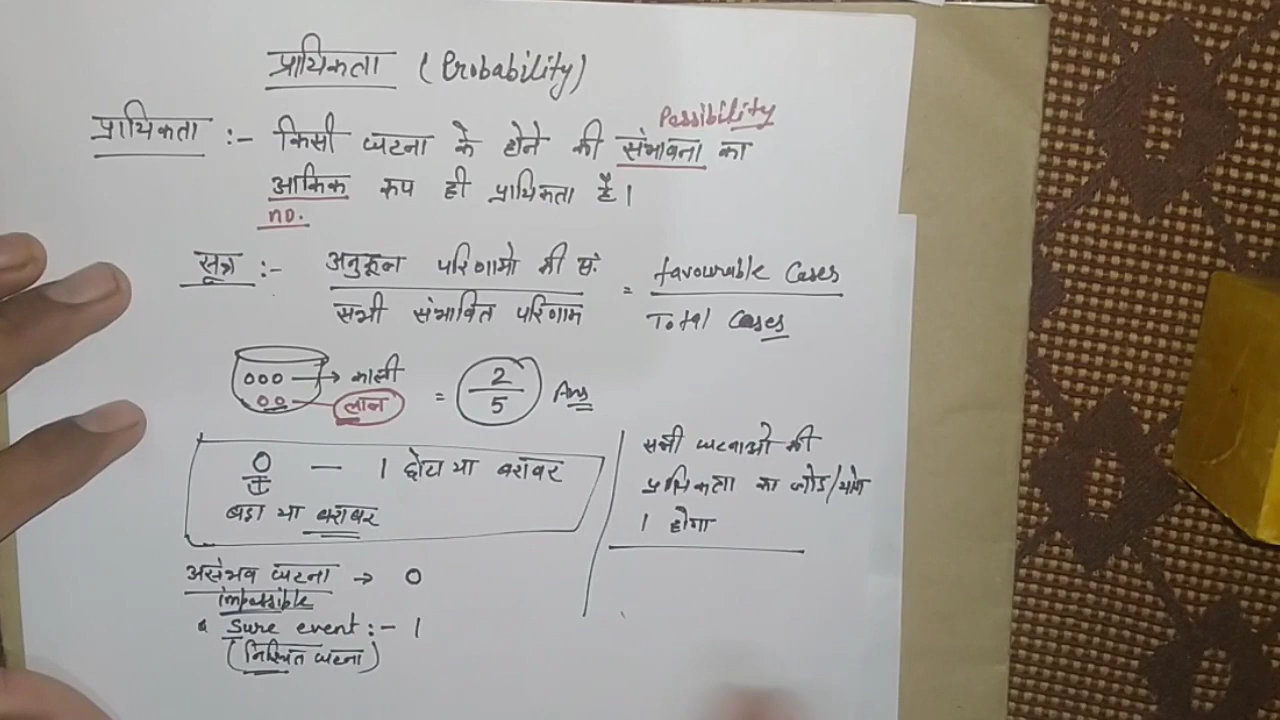 प्रायिकता (Probability)
Possibility
प्रायिकता :- किसी घटना के होने की संभावना का
आंकिक रूप ही प्रायिकता है।
no.
सूत्र :- अनुकूल परिणामो की सं. = favourable Cases
सभी संभावित परिणाम Total Cases
000 → काली
00 — लाल = 2/5 Ans
0 — 1 छोटा या बराबर
बड़ा या बराबर
सभी घटनाओ की
प्रायिकता का जोड/योग
1 होगा
असंभव घटना → 0
impossible
Sure event :- 1
(निश्चित घटना)